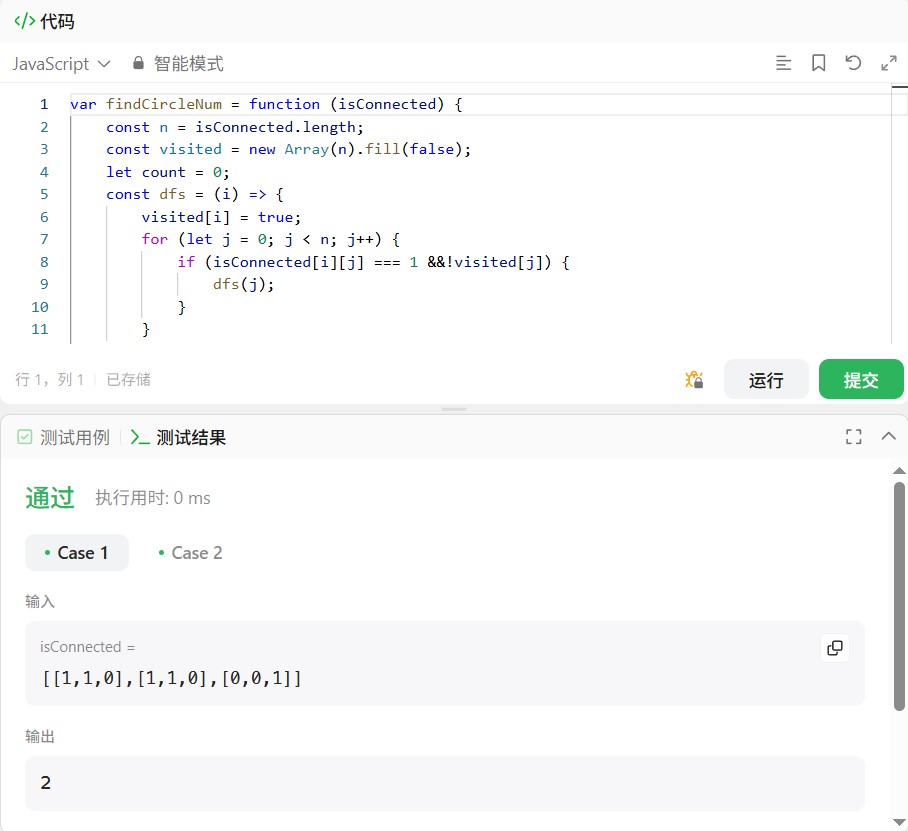 </> 代码
JavaScript 智能模式
1 var findCircleNum = function (isConnected) {
2 const n = isConnected.length;
3 const visited = new Array(n).fill(false);
4 let count = 0;
5 const dfs = (i) => {
6 visited[i] = true;
7 for (let j = 0; j < n; j++) {
8 if (isConnected[i][j] === 1 &&!visited[j]) {
9 dfs(j);
10 }
11 }
行 1，列 1 已存储 运行 提交
测试用例 测试结果
通过 执行用时: 0 ms
Case 1 Case 2
输入
isConnected =
[[1,1,0],[1,1,0],[0,0,1]]
输出
2